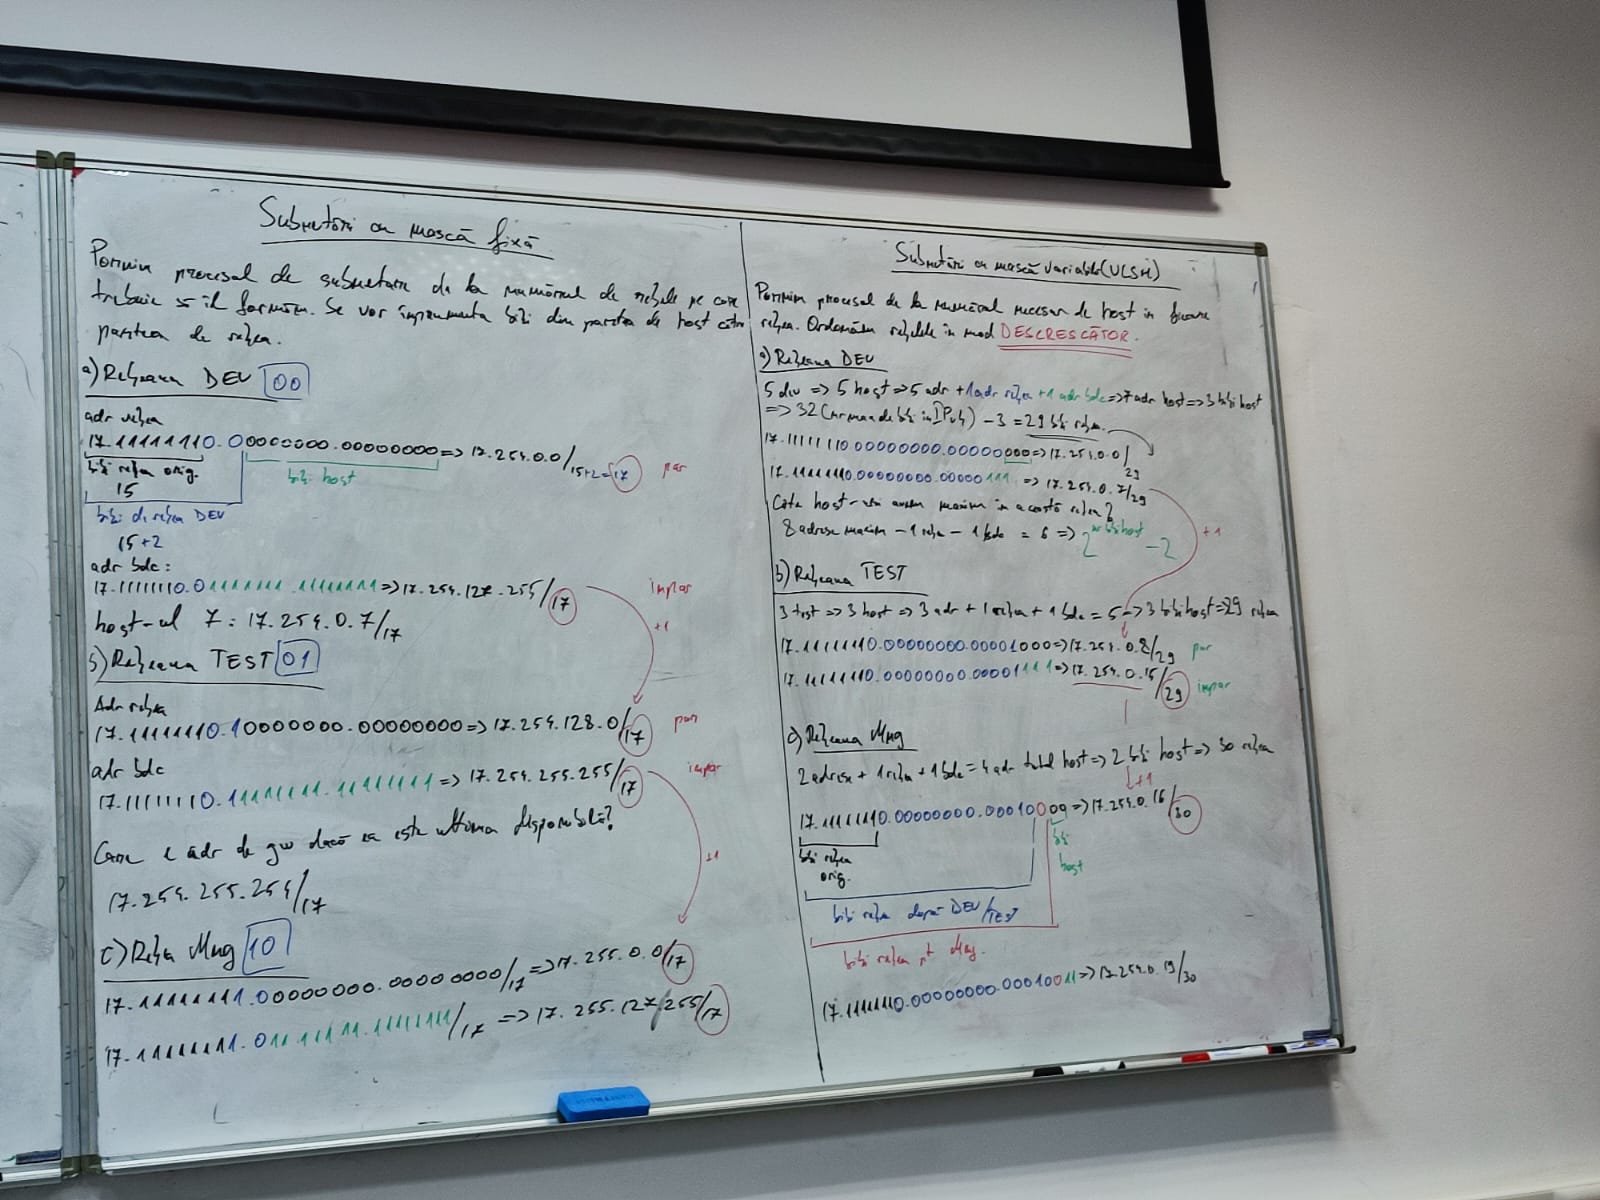 Subnetări cu mască fixă
Pornim procesul de subnetare de la numărul de rețele pe care
trebuie să îl formăm. Se vor împrumuta biți din partea de host către
partea de rețea.
a) Rețeaua DEV 00
adr rețea
17.11111110.00000000.00000000 => 17.254.0.0/15+2=17 par
biți rețea orig.
15
biți host
biți de rețea DEV
15+2
adr bdc:
17.11111110.01111111.11111111 => 17.254.127.255/17 impar
+1
host-ul 7: 17.254.0.7/17
b) Rețeaua TEST 01
Adr rețea
17.11111110.10000000.00000000 => 17.254.128.0/17 par
adr bdc
17.11111110.11111111.11111111 => 17.254.255.255/17 impar
Care e adr de gw dacă ea este ultima disponibilă?
+1
17.254.255.254/17
c) Rețea Mng 10
17.11111111.00000000.00000000/17 => 17.255.0.0/17
17.11111111.01111111.11111111/17 => 17.255.127.255/17
Subnetări cu mască variabilă (VLSM)
Pornim procesul de la numărul necesar de host în fiecare
rețea. Ordonăm rețelele în mod DESCRESCĂTOR.
a) Rețeaua DEV
5 dev => 5 host => 5 adr + 1 adr rețea + 1 adr bdc => 7 adr host => 3 biți host
=> 32 (nr max de biți în IPv4) - 3 = 29 biți rețea.
17.11111110.00000000.00000000 => 17.254.0.0/29
17.11111110.00000000.00000111 => 17.254.0.7/29
Câte host-uri avem maxim în această rețea?
8 adrese maxim - 1 rețea - 1 bdc = 6 => 2^nr biți host - 2
+1
b) Rețeaua TEST
3 test => 3 host => 3 adr + 1 rețea + 1 bdc = 5 => 3 biți host => 29 rețea
17.11111110.00000000.00001000 => 17.254.0.8/29 par
17.11111110.00000000.00001111 => 17.254.0.15/29 impar
c) Rețeaua Mng
2 adrese + 1 rețea + 1 bdc = 4 adr total host => 2 biți host => 30 rețea
+1
17.11111110.00000000.00010000 => 17.254.0.16/30
biți rețea
orig.
biți
host
biți rețea după DEV/TEST
biți rețea pt Mng.
17.11111110.00000000.00010011 => 17.254.0.19/30